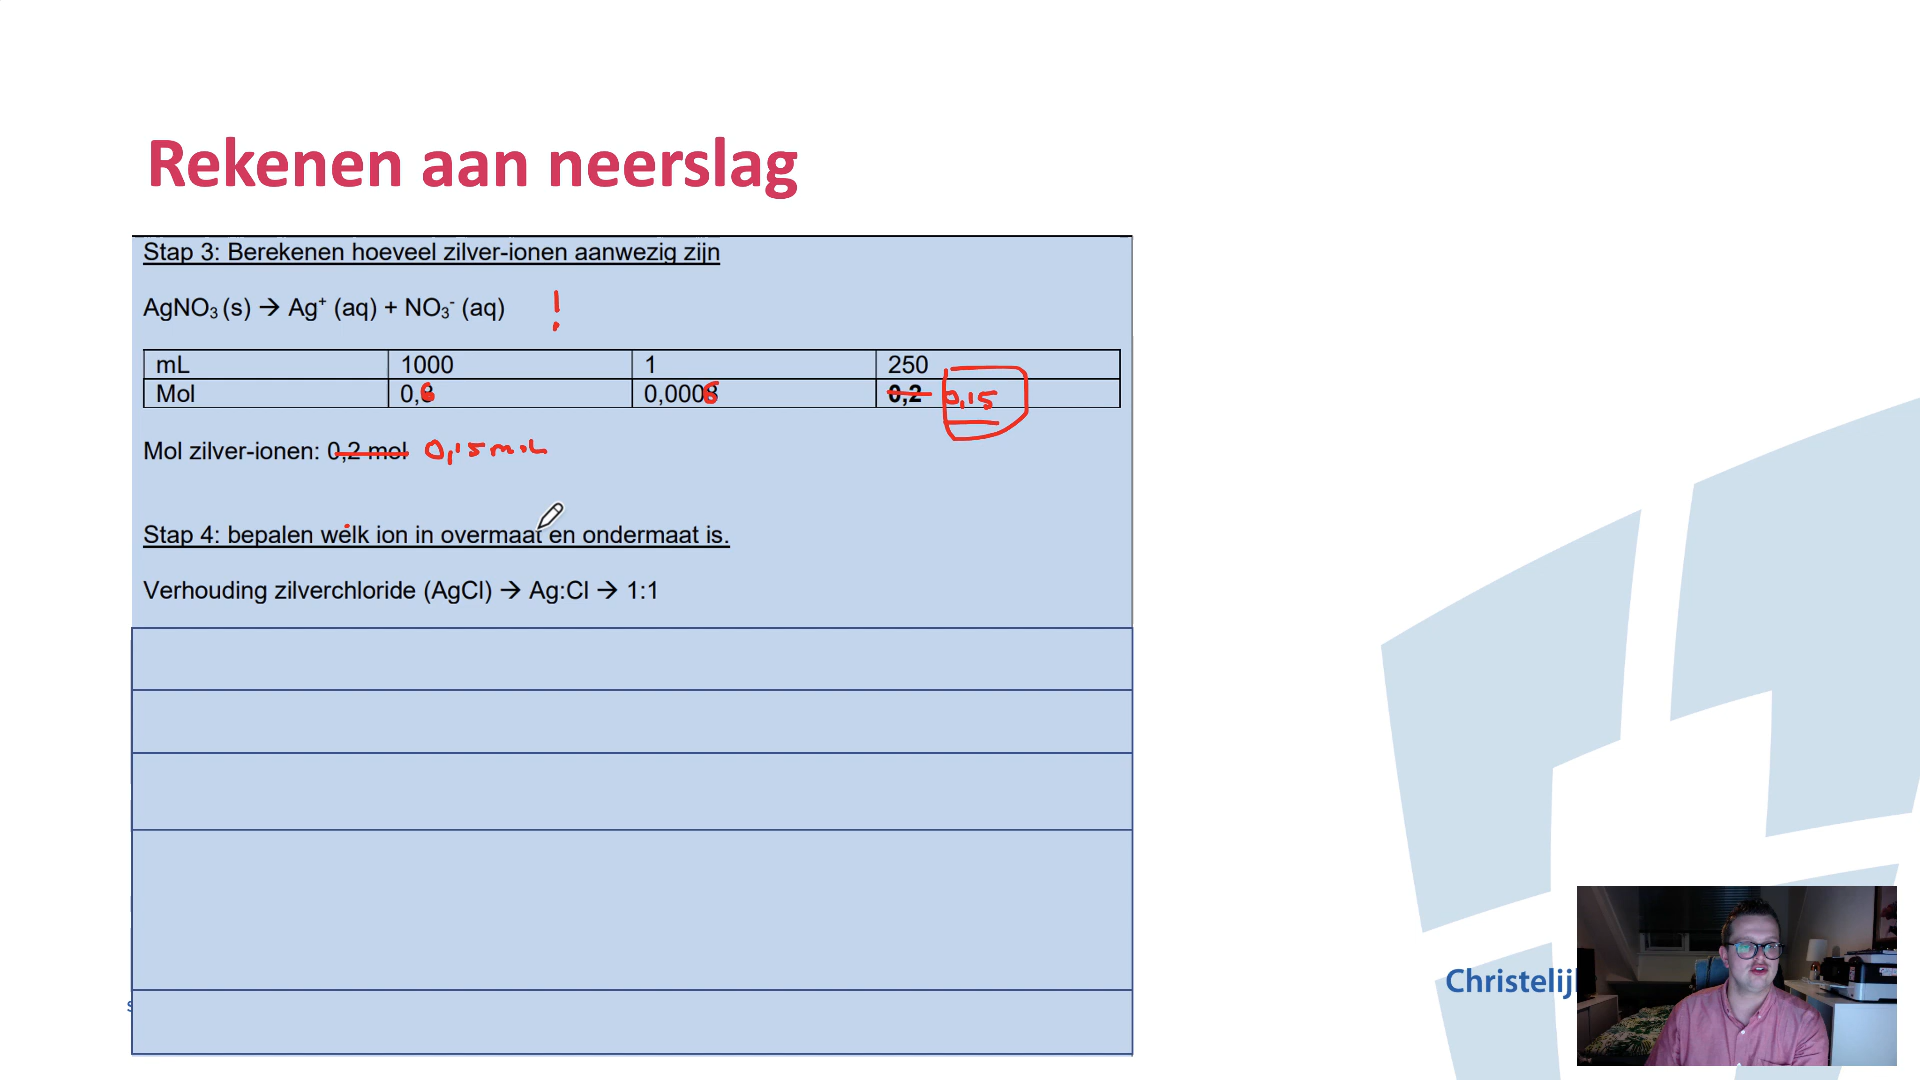 Rekenen aan neerslag
Stap 3: Berekenen hoeveel zilver-ionen aanwezig zijn
AgNO₃ (s) → Ag⁺ (aq) + NO₃⁻ (aq) !
mL 1000 1 250
Mol 0,6 0,0006 0,2 0,15
Mol zilver-ionen: 0,2 mol 0,15 mol
Stap 4: bepalen welk ion in overmaat en ondermaat is.
Verhouding zilverchloride (AgCl) → Ag:Cl → 1:1